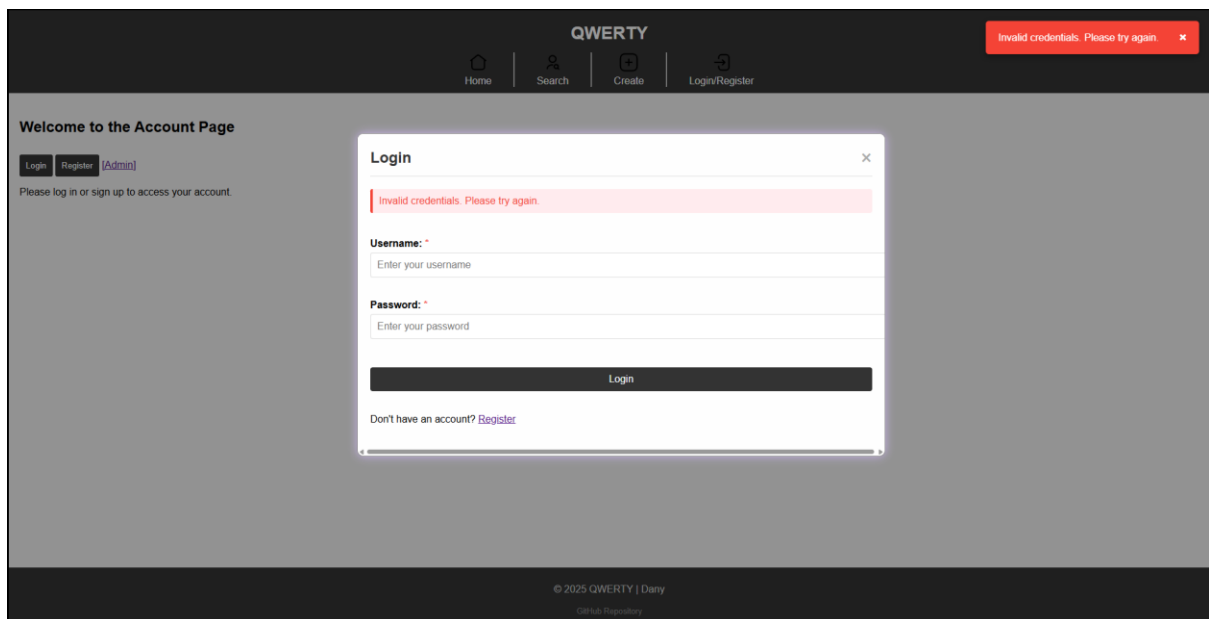 QWERTY
Invalid credentials. Please try again. ×
Home Search Create Login/Register
Welcome to the Account Page
Login Register [Admin]
Please log in or sign up to access your account.
Login ×
Invalid credentials. Please try again.
Username: *
Enter your username
Password: *
Enter your password
Login
Don't have an account? Register
© 2025 QWERTY | Dany
GitHub Repository